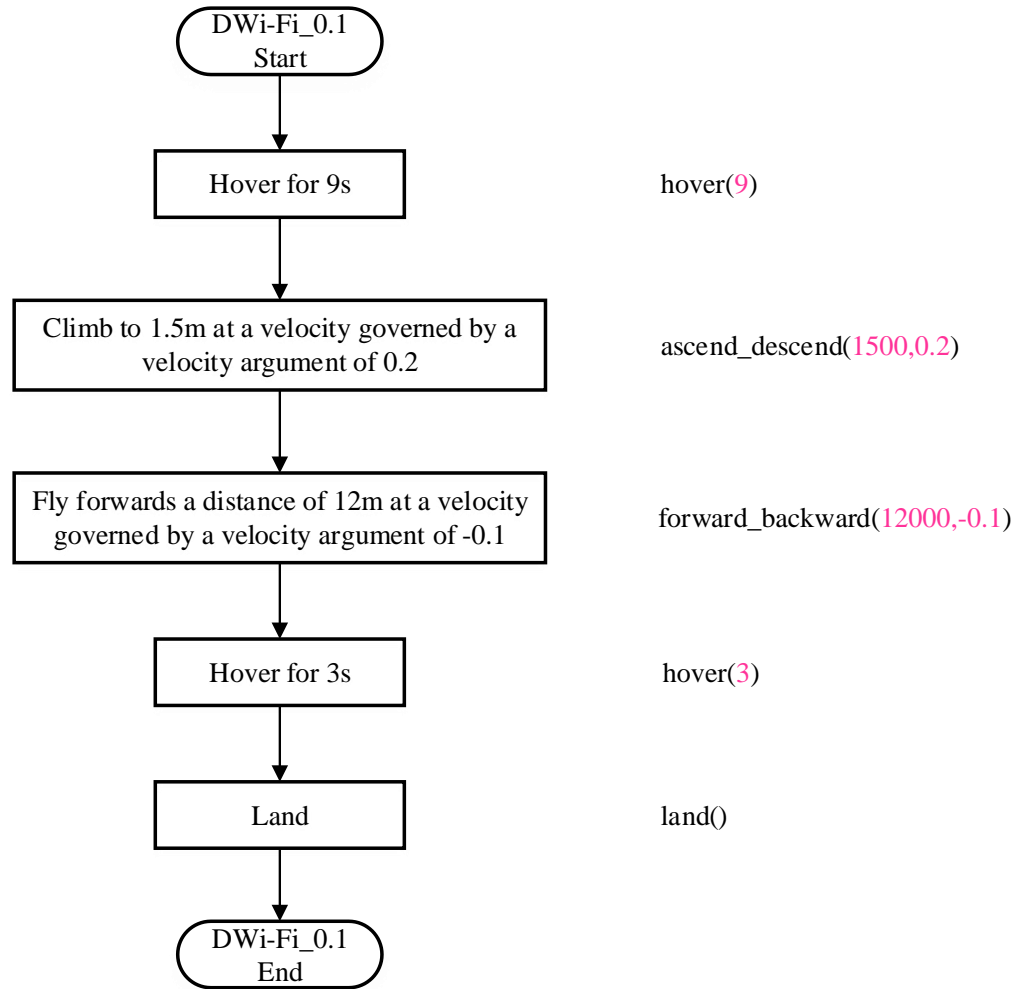 DWi-Fi_0.1
Start
Hover for 9s
hover(9)
Climb to 1.5m at a velocity governed by a
velocity argument of 0.2
ascend_descend(1500,0.2)
Fly forwards a distance of 12m at a velocity
governed by a velocity argument of -0.1
forward_backward(12000,-0.1)
Hover for 3s
hover(3)
Land
land()
DWi-Fi_0.1
End